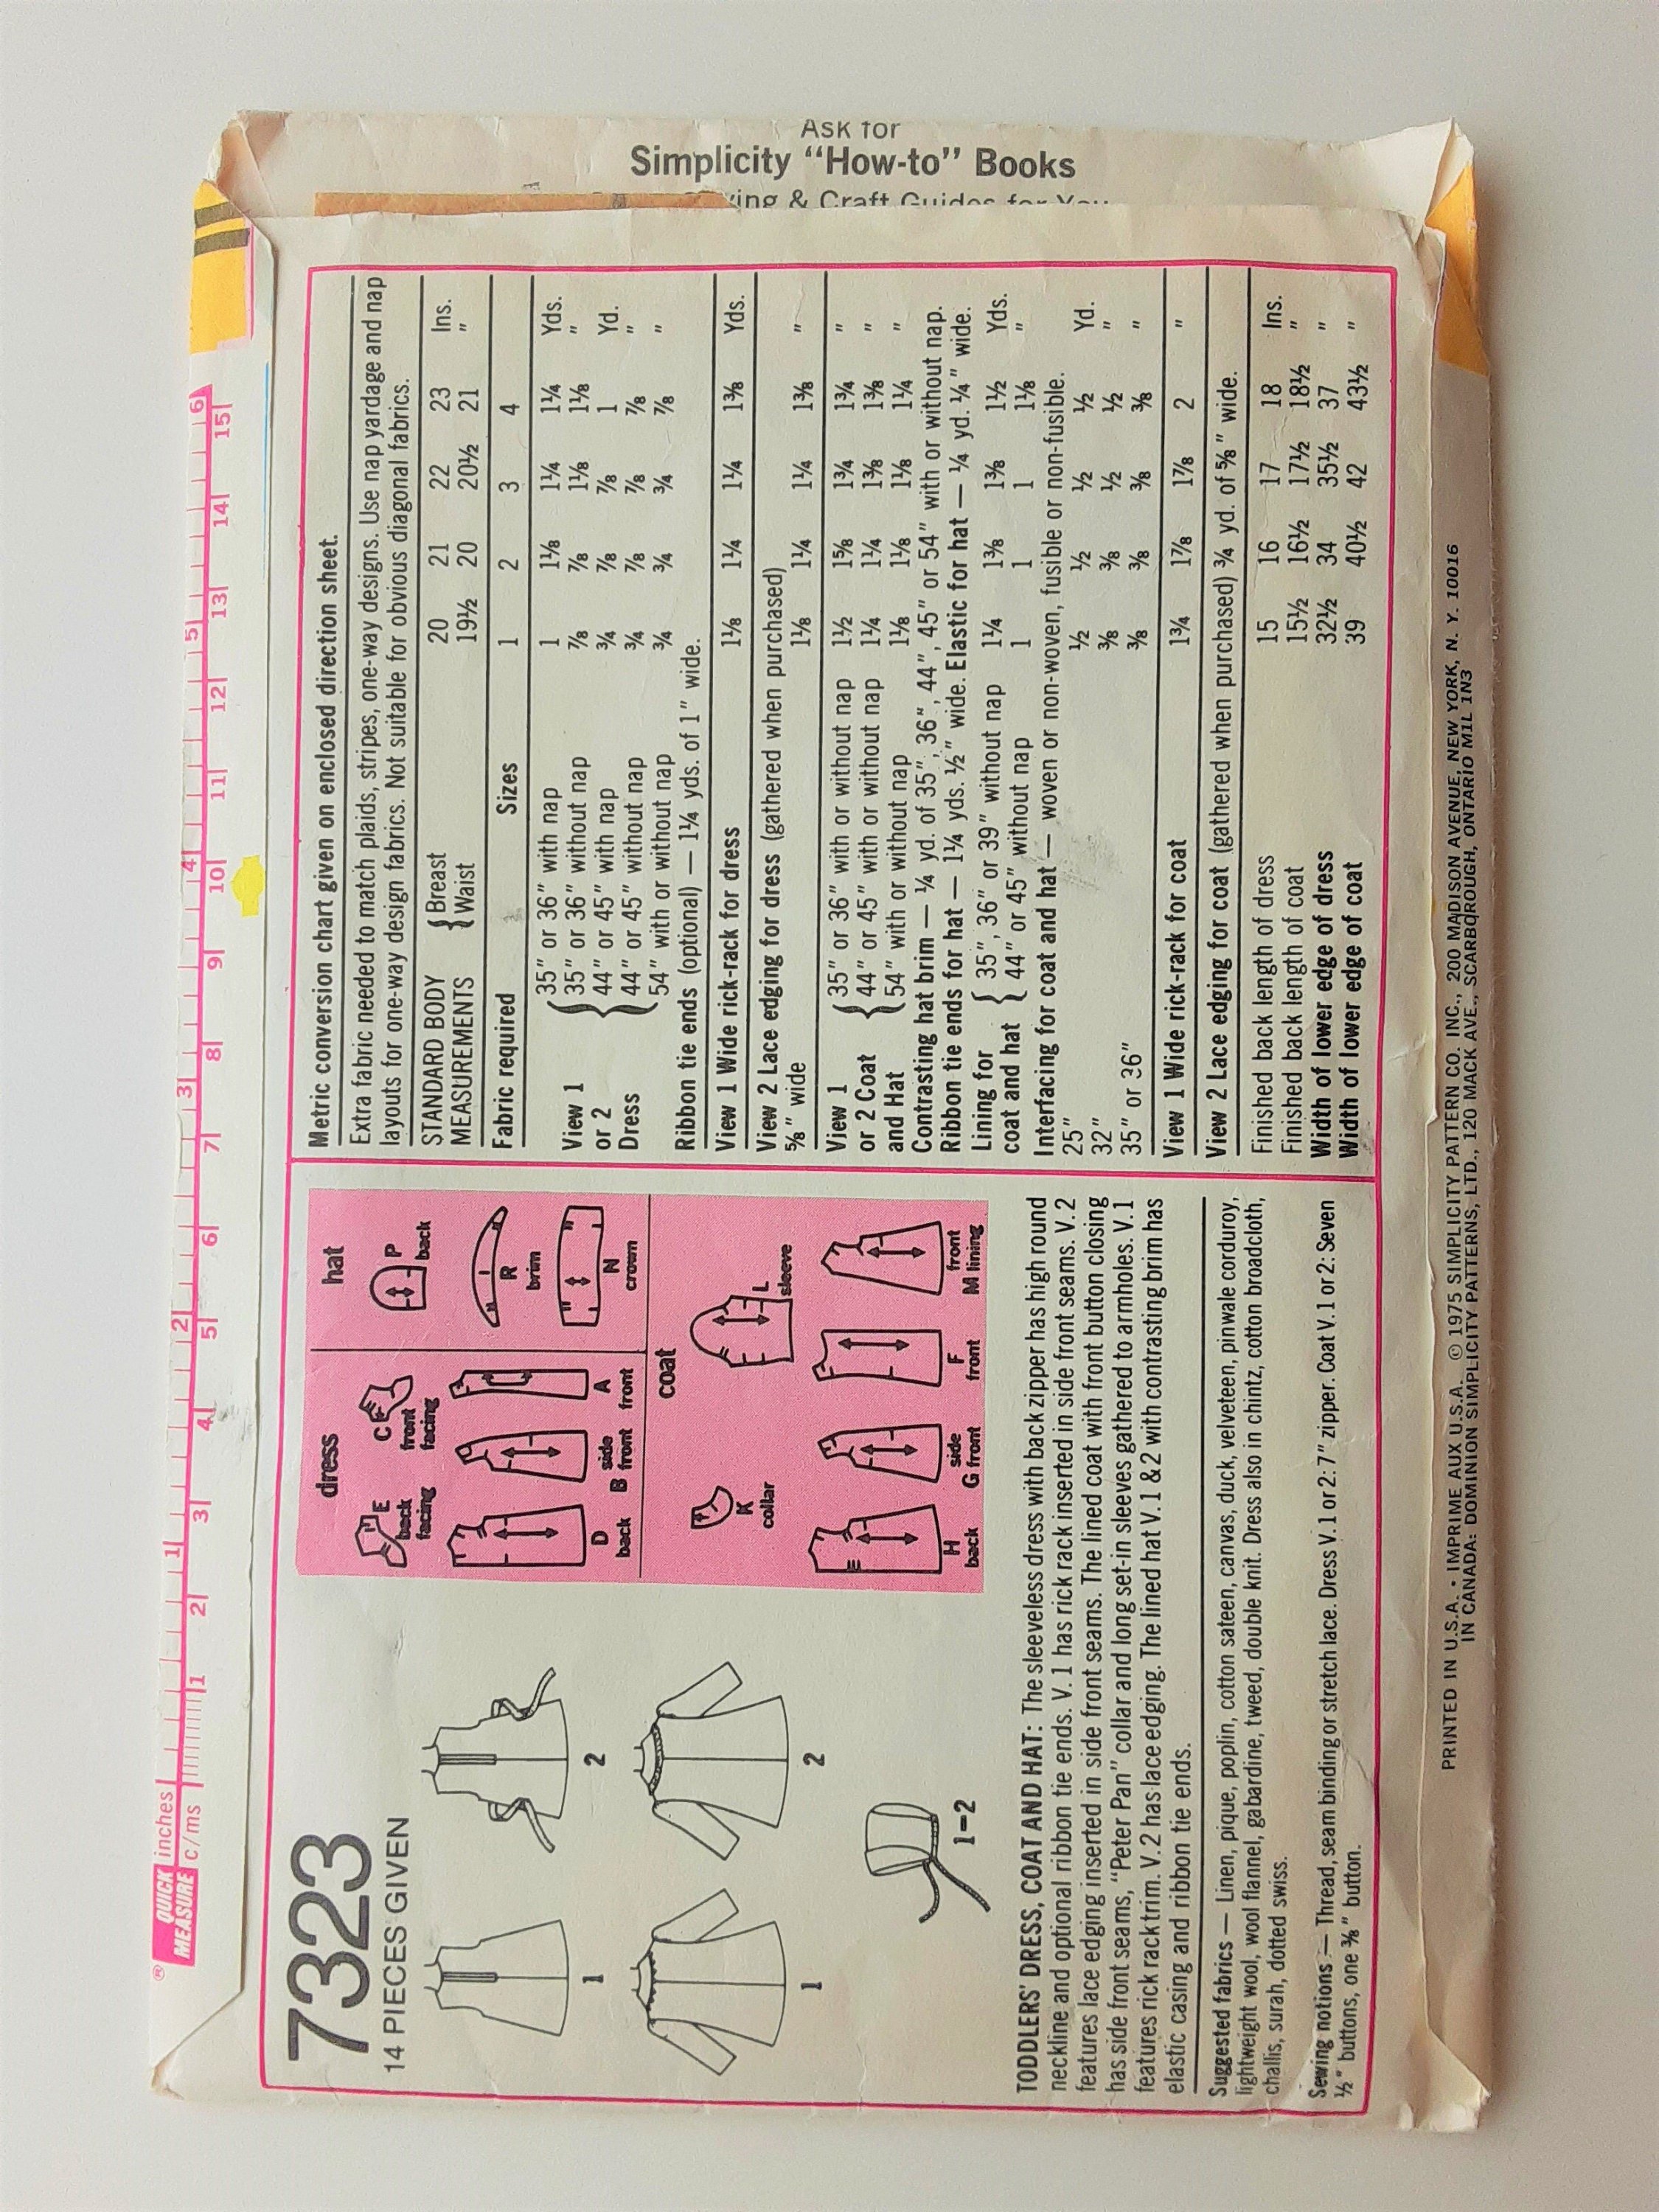 Ask for
Simplicity “How-to” Books
& Craft Guides for You
® QUICK inches 1 2 3 4 5 6
MEASURE c/ms 1 2 3 4 5 6 7 8 9 10 11 12 13 14 15
7323
14 PIECES GIVEN
1 2
1 2
1-2
dress
E back facing
C front facing
D back
B side front
A front
hat
P back
R brim
N crown
coat
K collar
L sleeve
H back
G side front
F front
M front lining
TODDLERS’ DRESS, COAT AND HAT: The sleeveless dress with back zipper has high round
neckline and optional ribbon tie ends. V. 1 has rick rack inserted in side front seams. V. 2
features lace edging inserted in side front seams. The lined coat with front button closing
has side front seams, “Peter Pan” collar and long set-in sleeves gathered to armholes. V. 1
features rick rack trim. V. 2 has lace edging. The lined hat V. 1 & 2 with contrasting brim has
elastic casing and ribbon tie ends.
Suggested fabrics — Linen, pique, poplin, cotton sateen, canvas, duck, velveteen, pinwale corduroy,
lightweight wool, wool flannel, gabardine, tweed, double knit. Dress also in chintz, cotton broadcloth,
challis, surah, dotted swiss.
Sewing notions — Thread, seam binding or stretch lace. Dress V. 1 or 2: 7” zipper. Coat V. 1 or 2: Seven
½” buttons, one ⅜” button.
Metric conversion chart given on enclosed direction sheet.
Extra fabric needed to match plaids, stripes, one-way designs. Use nap yardage and nap
layouts for one-way design fabrics. Not suitable for obvious diagonal fabrics.
STANDARD BODY { Breast 20 21 22 23 Ins.
MEASUREMENTS { Waist 19½ 20 20½ 21 ”
Fabric required Sizes 1 2 3 4
35” or 36” with nap 1 1⅛ 1¼ 1¼ Yds.
View 1 { 35” or 36” without nap ⅞ ⅞ 1⅛ 1⅛ ”
or 2 { 44” or 45” with nap ¾ ⅞ ⅞ 1 Yd.
Dress { 44” or 45” without nap ¾ ⅞ ⅞ ⅞ ”
54” with or without nap ¾ ¾ ¾ ⅞ ”
Ribbon tie ends (optional) — 1¼ yds. of 1” wide.
View 1 Wide rick-rack for dress 1⅛ 1¼ 1¼ 1⅜ Yds.
View 2 Lace edging for dress (gathered when purchased)
⅝” wide 1⅛ 1¼ 1¼ 1⅜ ”
View 1 { 35” or 36” with or without nap 1½ 1⅝ 1¾ 1¾ ”
or 2 Coat { 44” or 45” with or without nap 1¼ 1¼ 1⅜ 1⅜ ”
and Hat { 54” with or without nap 1⅛ 1⅛ 1⅛ 1¼ ”
Contrasting hat brim — ¼ yd. of 35”, 36”, 44”, 45” or 54” with or without nap.
Ribbon tie ends for hat — 1¼ yds. ½” wide. Elastic for hat — ¼ yd. ¼” wide.
Lining for { 35”, 36” or 39” without nap 1¼ 1⅜ 1⅜ 1½ Yds.
coat and hat { 44” or 45” without nap 1 1 1 1⅛ ”
Interfacing for coat and hat — woven or non-woven, fusible or non-fusible.
25” ½ ½ ½ ½ Yd.
32” ⅜ ⅜ ½ ½ ”
35” or 36” ⅜ ⅜ ⅜ ⅜ ”
View 1 Wide rick-rack for coat 1¾ 1⅞ 1⅞ 2 ”
View 2 Lace edging for coat (gathered when purchased) ¾ yd. of ⅝” wide.
Finished back length of dress 15 16 17 18 Ins.
Finished back length of coat 15½ 16½ 17½ 18½ ”
Width of lower edge of dress 32½ 34 35½ 37 ”
Width of lower edge of coat 39 40½ 42 43½ ”
PRINTED IN U.S.A. • IMPRIME AUX U.S.A. © 1975 SIMPLICITY PATTERN CO. INC., 200 MADISON AVENUE, NEW YORK, N. Y. 10016
IN CANADA: DOMINION SIMPLICITY PATTERNS, LTD., 120 MACK AVE., SCARBOROUGH, ONTARIO M1L 1N3